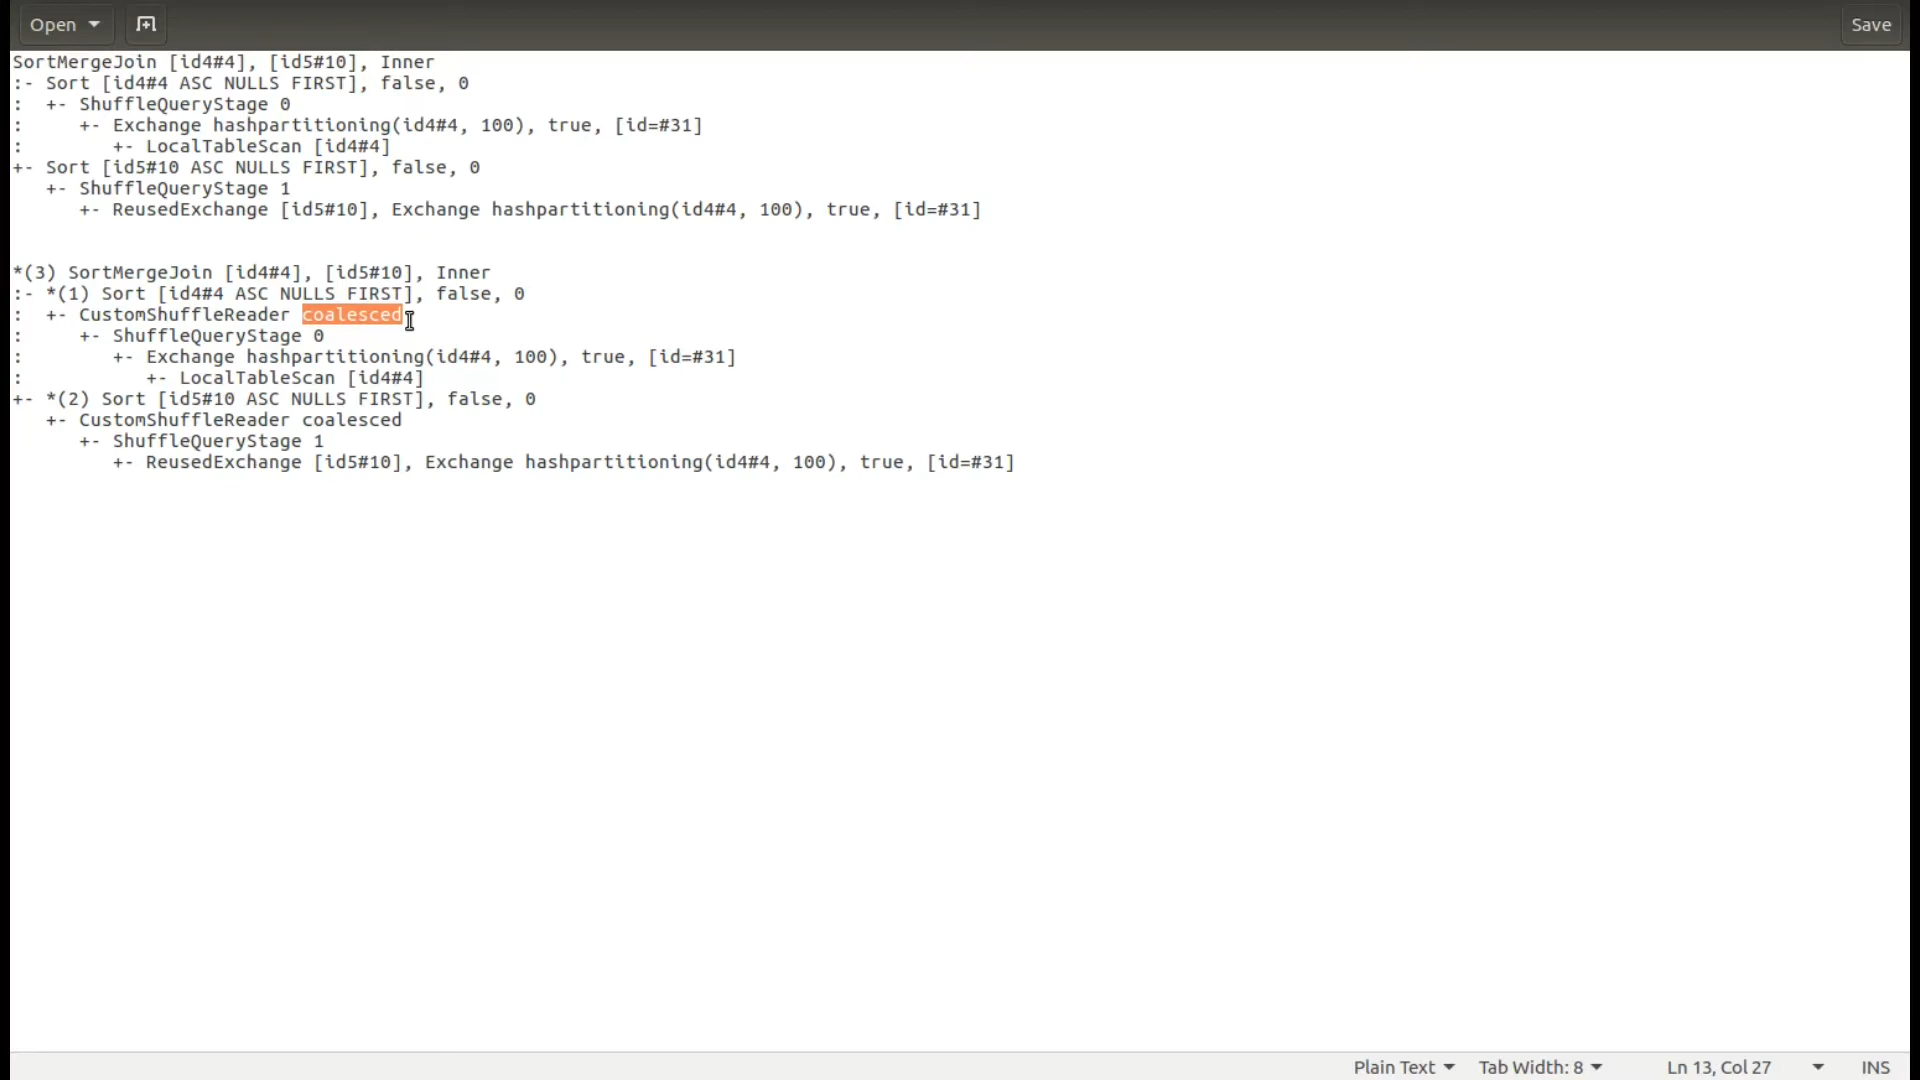 Open
Save
SortMergeJoin [id4#4], [id5#10], Inner
:- Sort [id4#4 ASC NULLS FIRST], false, 0
:  +- ShuffleQueryStage 0
:     +- Exchange hashpartitioning(id4#4, 100), true, [id=#31]
:        +- LocalTableScan [id4#4]
+- Sort [id5#10 ASC NULLS FIRST], false, 0
   +- ShuffleQueryStage 1
      +- ReusedExchange [id5#10], Exchange hashpartitioning(id4#4, 100), true, [id=#31]
*(3) SortMergeJoin [id4#4], [id5#10], Inner
:- *(1) Sort [id4#4 ASC NULLS FIRST], false, 0
:  +- CustomShuffleReader coalesced
:     +- ShuffleQueryStage 0
:        +- Exchange hashpartitioning(id4#4, 100), true, [id=#31]
:           +- LocalTableScan [id4#4]
+- *(2) Sort [id5#10 ASC NULLS FIRST], false, 0
   +- CustomShuffleReader coalesced
      +- ShuffleQueryStage 1
         +- ReusedExchange [id5#10], Exchange hashpartitioning(id4#4, 100), true, [id=#31]
Plain Text
Tab Width: 8
Ln 13, Col 27
INS